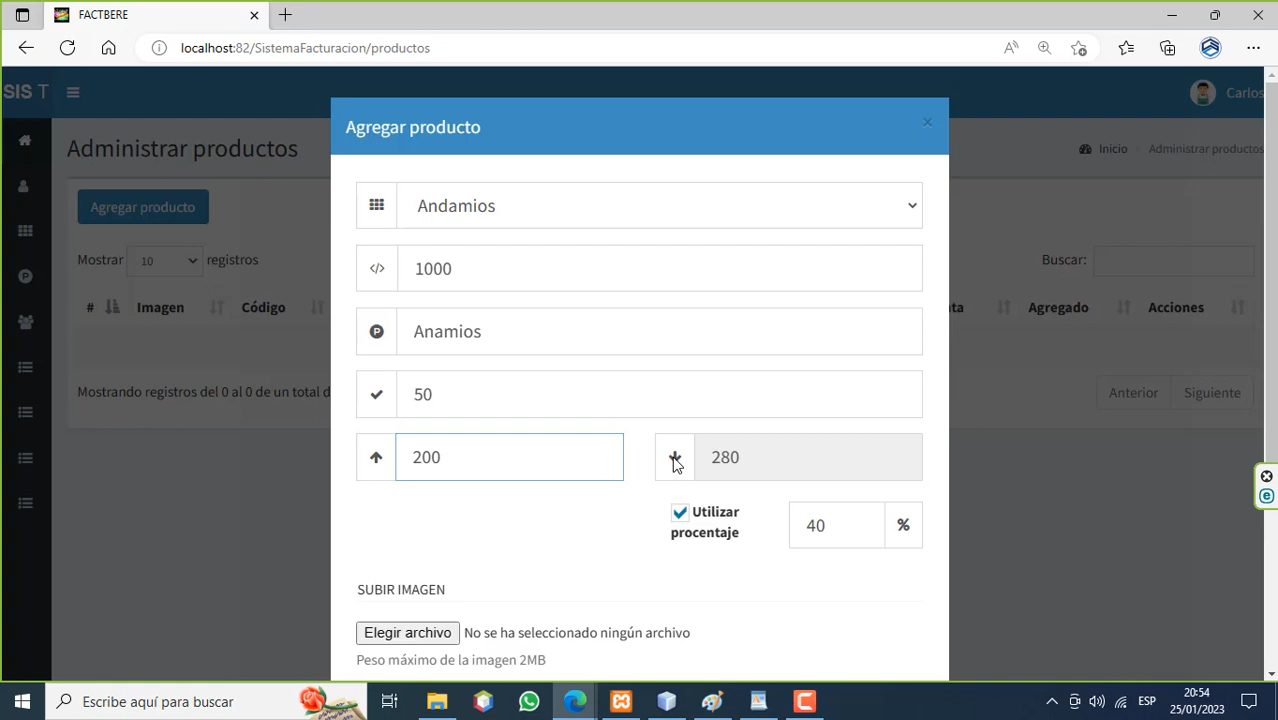 FACTBERE
localhost:82/SistemaFacturacion/productos
SIS T
Carlos
Agregar producto
Administrar productos
Inicio
Administrar productos
Agregar producto
Andamios
1000
Mostrar 10 registros
Buscar:
# Imagen Código
Agregado Acciones
Anamios
Mostrando registros del 0 al 0 de un total d
Anterior Siguiente
50
200
280
Utilizar
procentaje
40 %
SUBIR IMAGEN
Elegir archivo No se ha seleccionado ningún archivo
Peso máximo de la imagen 2MB
Escribe aquí para buscar
ESP
20:54
25/01/2023